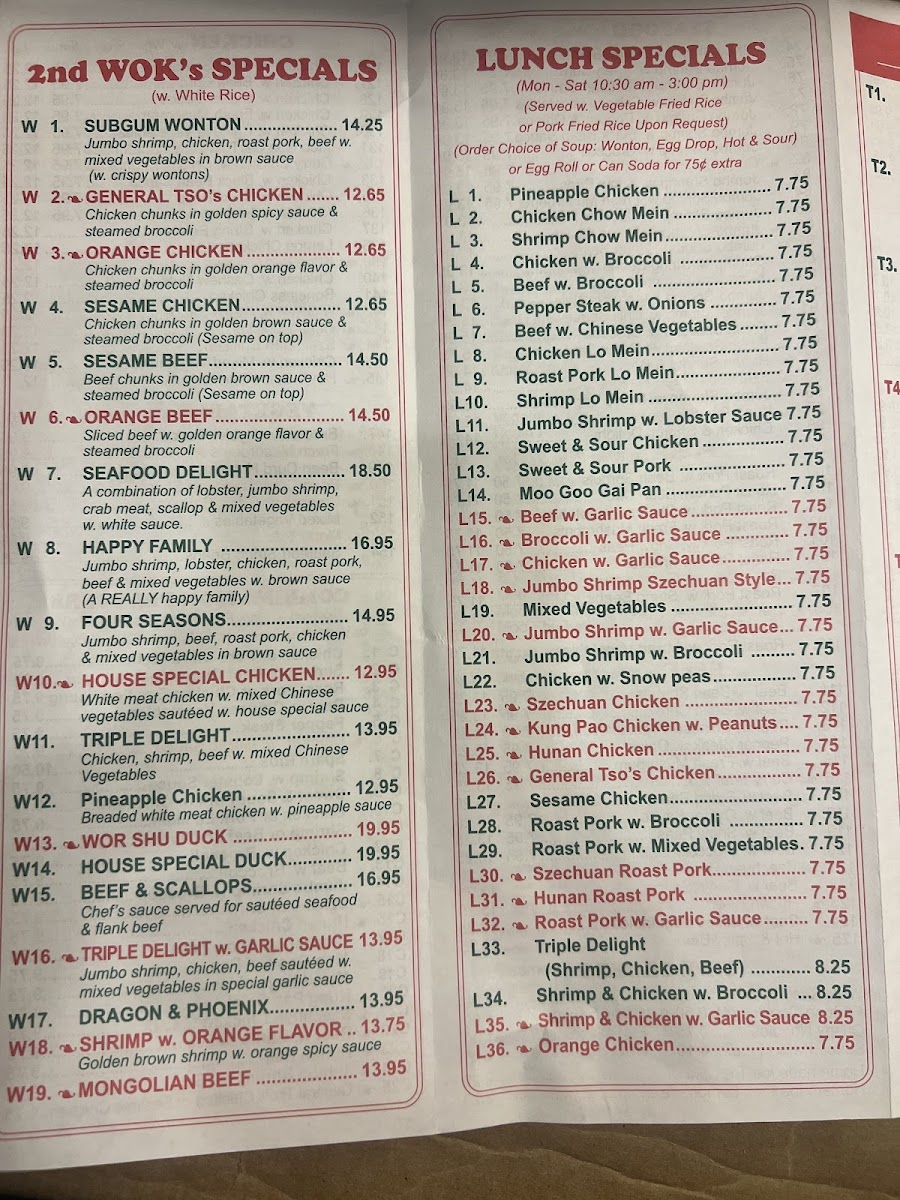 2nd WOK's SPECIALS
(w. White Rice)
W 1. SUBGUM WONTON .................... 14.25
Jumbo shrimp, chicken, roast pork, beef w.
mixed vegetables in brown sauce
(w. crispy wontons)
W 2. GENERAL TSO's CHICKEN ....... 12.65
Chicken chunks in golden spicy sauce &
steamed broccoli
W 3. ORANGE CHICKEN .................... 12.65
Chicken chunks in golden orange flavor &
steamed broccoli
W 4. SESAME CHICKEN..................... 12.65
Chicken chunks in golden brown sauce &
steamed broccoli (Sesame on top)
W 5. SESAME BEEF............................ 14.50
Beef chunks in golden brown sauce &
steamed broccoli (Sesame on top)
W 6. ORANGE BEEF ........................... 14.50
Sliced beef w. golden orange flavor &
steamed broccoli
W 7. SEAFOOD DELIGHT................... 18.50
A combination of lobster, jumbo shrimp,
crab meat, scallop & mixed vegetables
w. white sauce.
W 8. HAPPY FAMILY ........................... 16.95
Jumbo shrimp, lobster, chicken, roast pork,
beef & mixed vegetables w. brown sauce
(A REALLY happy family)
W 9. FOUR SEASONS.......................... 14.95
Jumbo shrimp, beef, roast pork, chicken
& mixed vegetables in brown sauce
W10. HOUSE SPECIAL CHICKEN....... 12.95
White meat chicken w. mixed Chinese
vegetables sautéed w. house special sauce
W11. TRIPLE DELIGHT......................... 13.95
Chicken, shrimp, beef w. mixed Chinese
Vegetables
W12. Pineapple Chicken ...................... 12.95
Breaded white meat chicken w. pineapple sauce
W13. WOR SHU DUCK ......................... 19.95
W14. HOUSE SPECIAL DUCK............. 19.95
W15. BEEF & SCALLOPS..................... 16.95
Chef's sauce served for sautéed seafood
& flank beef
W16. TRIPLE DELIGHT w. GARLIC SAUCE 13.95
Jumbo shrimp, chicken, beef sautéed w.
mixed vegetables in special garlic sauce
W17. DRAGON & PHOENIX.................. 13.95
W18. SHRIMP w. ORANGE FLAVOR .. 13.75
Golden brown shrimp w. orange spicy sauce
W19. MONGOLIAN BEEF ..................... 13.95
LUNCH SPECIALS
(Mon - Sat 10:30 am - 3:00 pm)
(Served w. Vegetable Fried Rice
or Pork Fried Rice Upon Request)
(Order Choice of Soup: Wonton, Egg Drop, Hot & Sour)
or Egg Roll or Can Soda for 75¢ extra
L 1. Pineapple Chicken ....................... 7.75
L 2. Chicken Chow Mein ..................... 7.75
L 3. Shrimp Chow Mein....................... 7.75
L 4. Chicken w. Broccoli .................... 7.75
L 5. Beef w. Broccoli .......................... 7.75
L 6. Pepper Steak w. Onions .............. 7.75
L 7. Beef w. Chinese Vegetables........ 7.75
L 8. Chicken Lo Mein........................... 7.75
L 9. Roast Pork Lo Mein...................... 7.75
L10. Shrimp Lo Mein ............................ 7.75
L11. Jumbo Shrimp w. Lobster Sauce 7.75
L12. Sweet & Sour Chicken ................. 7.75
L13. Sweet & Sour Pork ...................... 7.75
L14. Moo Goo Gai Pan ......................... 7.75
L15. Beef w. Garlic Sauce .................... 7.75
L16. Broccoli w. Garlic Sauce ............. 7.75
L17. Chicken w. Garlic Sauce.............. 7.75
L18. Jumbo Shrimp Szechuan Style... 7.75
L19. Mixed Vegetables ......................... 7.75
L20. Jumbo Shrimp w. Garlic Sauce... 7.75
L21. Jumbo Shrimp w. Broccoli ......... 7.75
L22. Chicken w. Snow peas................. 7.75
L23. Szechuan Chicken ....................... 7.75
L24. Kung Pao Chicken w. Peanuts.... 7.75
L25. Hunan Chicken ............................. 7.75
L26. General Tso's Chicken................. 7.75
L27. Sesame Chicken........................... 7.75
L28. Roast Pork w. Broccoli ............... 7.75
L29. Roast Pork w. Mixed Vegetables. 7.75
L30. Szechuan Roast Pork................... 7.75
L31. Hunan Roast Pork ....................... 7.75
L32. Roast Pork w. Garlic Sauce......... 7.75
L33. Triple Delight
(Shrimp, Chicken, Beef) ............ 8.25
L34. Shrimp & Chicken w. Broccoli ... 8.25
L35. Shrimp & Chicken w. Garlic Sauce 8.25
L36. Orange Chicken............................ 7.75
T1.
T2.
T3.
T4